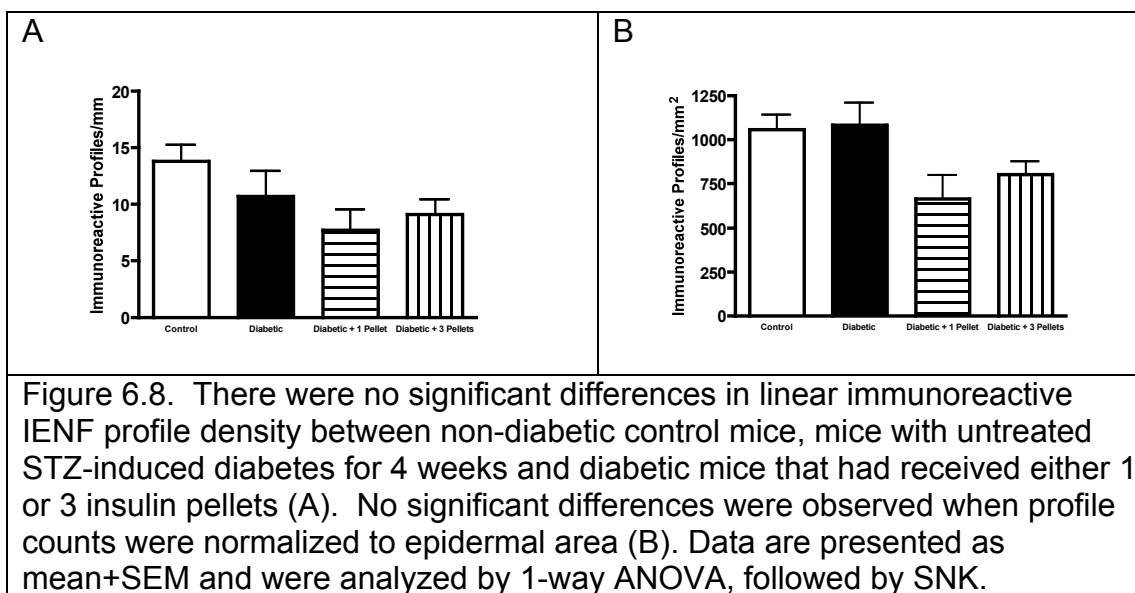 A
Immunoreactive Profiles/mm
20
15
10
5
0
Control Diabetic Diabetic + 1 Pellet Diabetic + 3 Pellets
B
Immunoreactive Profiles/mm²
1250
1000
750
500
250
0
Control Diabetic Diabetic + 1 Pellet Diabetic + 3 Pellets
Figure 6.8. There were no significant differences in linear immunoreactive
IENF profile density between non-diabetic control mice, mice with untreated
STZ-induced diabetes for 4 weeks and diabetic mice that had received either 1
or 3 insulin pellets (A). No significant differences were observed when profile
counts were normalized to epidermal area (B). Data are presented as
mean+SEM and were analyzed by 1-way ANOVA, followed by SNK.